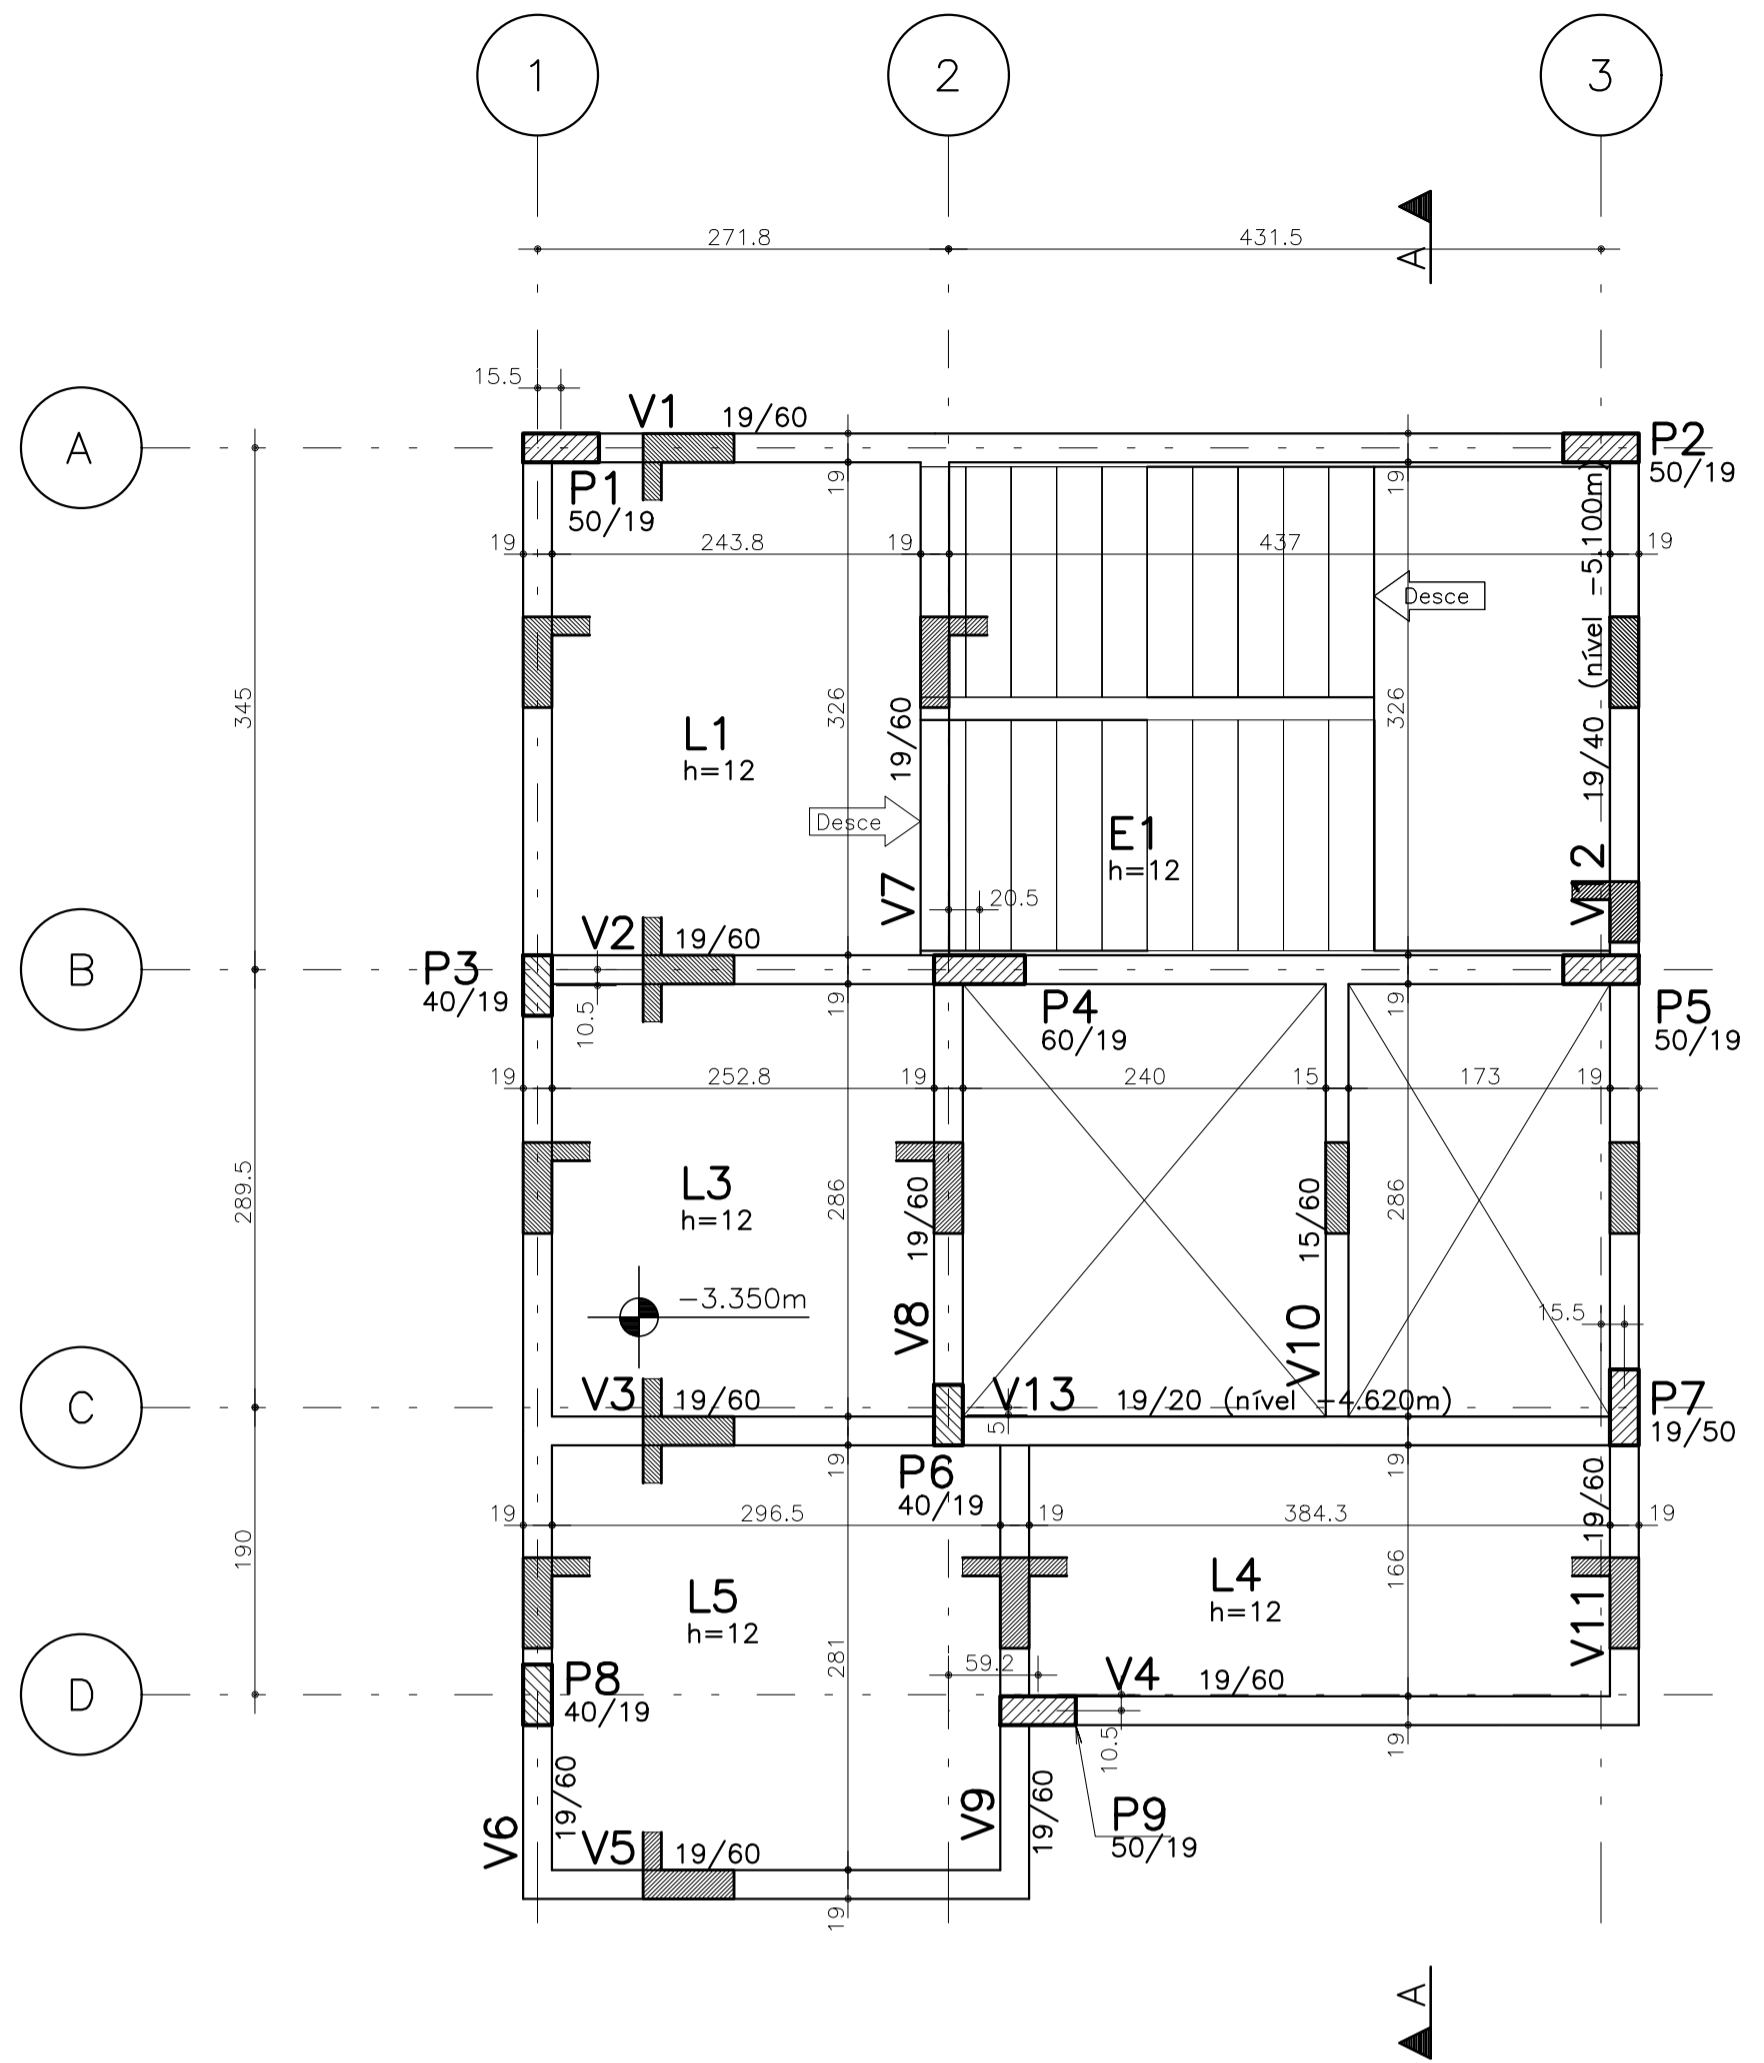 1
2
3
271.8
431.5
A
15.5
V1
19/60
A
P1
50/19
P2
50/19
19
19
19
243.8
19
437
19
Desce
345
326
326
19/40 (nível -5.100m)
L1
h=12
19/60
Desce
E1
h=12
V7
20.5
V12
V2
19/60
B
P3
40/19
10.5
19
P4
60/19
19
P5
50/19
19
252.8
19
240
15
173
19
289.5
L3
h=12
286
19/60
15/60
286
-3.350m
V8
V10
15.5
C
V3
19/60
V13
19/20 (nível -4.620m)
5
P7
19/50
19
P6
40/19
19
19/60
19
296.5
19
384.3
19
190
166
L5
h=12
L4
h=12
V11
281
59.2
V4
19/60
D
P8
40/19
10.5
19
V6
19/60
V5
19/60
V9
19/60
P9
50/19
19
A